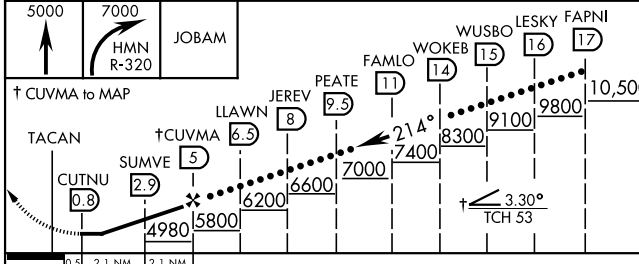 5000
7000
HMN
R-320
JOBAM
† CUVMA to MAP
FAPNI
17
LESKY
16
WUSBO
15
WOKEB
14
FAMLO
11
PEATE
9.5
JEREV
8
LLAWN
6.5
†CUVMA
5
SUMVE
2.9
CUTNU
0.8
TACAN
214°
10,500
9800
9100
8300
7400
7000
6600
6200
5800
4980
† 3.30°
TCH 53
0.5 2.1 NM 2.1 NM